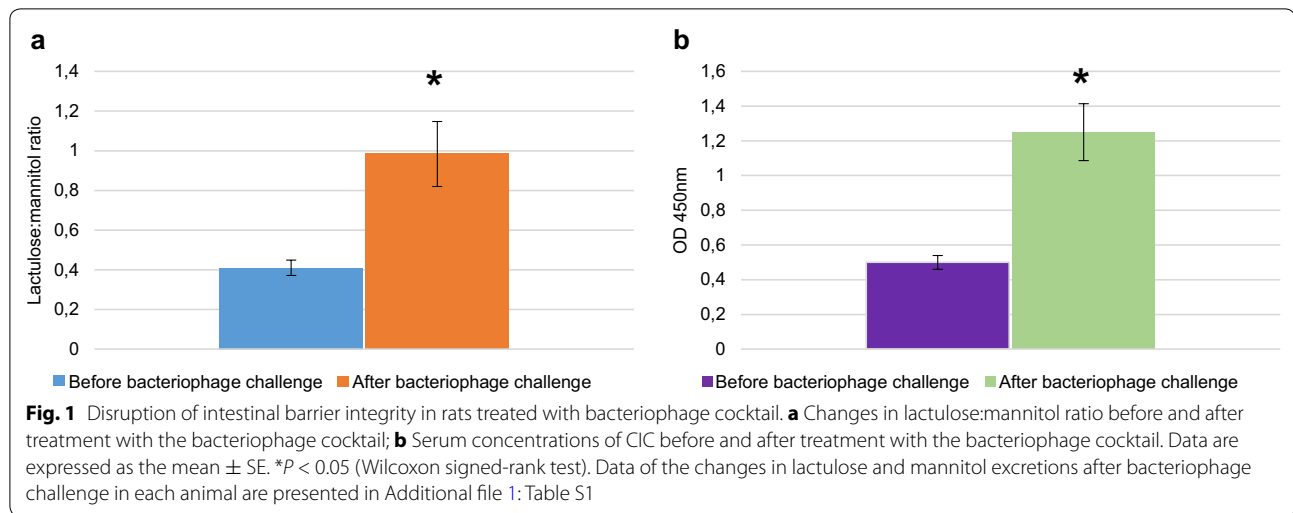 a
1,4
1,2
1
0,8
0,6
0,4
0,2
0
Lactulose:mannitol ratio
*
Before bacteriophage challenge After bacteriophage challenge
b
1,6
1,4
1,2
1
0,8
0,6
0,4
0,2
0
OD 450nm
*
Before bacteriophage challenge After bacteriophage challenge
Fig. 1 Disruption of intestinal barrier integrity in rats treated with bacteriophage cocktail. a Changes in lactulose:mannitol ratio before and after
treatment with the bacteriophage cocktail; b Serum concentrations of CIC before and after treatment with the bacteriophage cocktail. Data are
expressed as the mean ± SE. *P < 0.05 (Wilcoxon signed-rank test). Data of the changes in lactulose and mannitol excretions after bacteriophage
challenge in each animal are presented in Additional file 1: Table S1